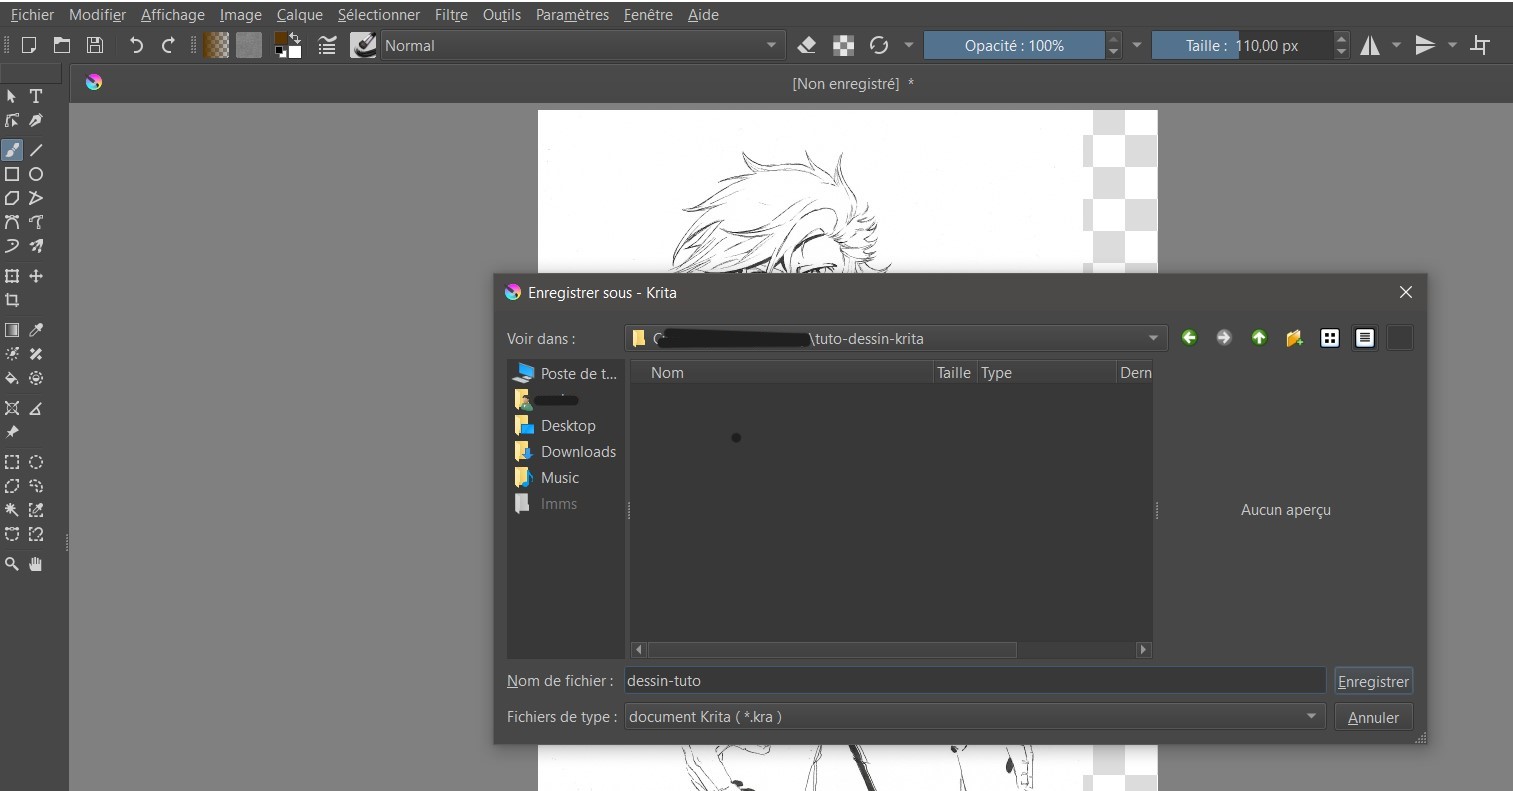 Fichier Modifier Affichage Image Calque Sélectionner Filtre Outils Paramètres Fenêtre Aide
Normal Opacité : 100% Taille : 110,00 px
[Non enregistré] *
Enregistrer sous - Krita
Voir dans : \tuto-dessin-krita
Nom Taille Type Dern
Poste de t...
Desktop
Downloads
Music
Imms
Aucun aperçu
Nom de fichier : dessin-tuto Enregistrer
Fichiers de type : document Krita ( *.kra ) Annuler